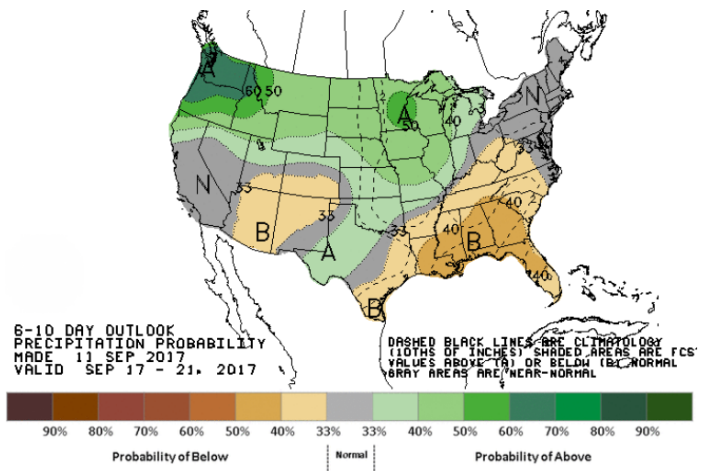 A
60 50
A
50
40
N
33
N
33
B
33
A
33
40
B
40
40
B
6-10 DAY OUTLOOK
PRECIPITATION PROBABILITY
MADE 11 SEP 2017
VALID SEP 17 - 21, 2017
DASHED BLACK LINES ARE CLIMATOLOGY
(10THS OF INCHES) SHADED AREAS ARE FCST
VALUES ABOVE (A) OR BELOW (B) NORMAL
GRAY AREAS ARE NEAR-NORMAL
90% 80% 70% 60% 50% 40% 33% 33% 40% 50% 60% 70% 80% 90%
Probability of Below Normal Probability of Above